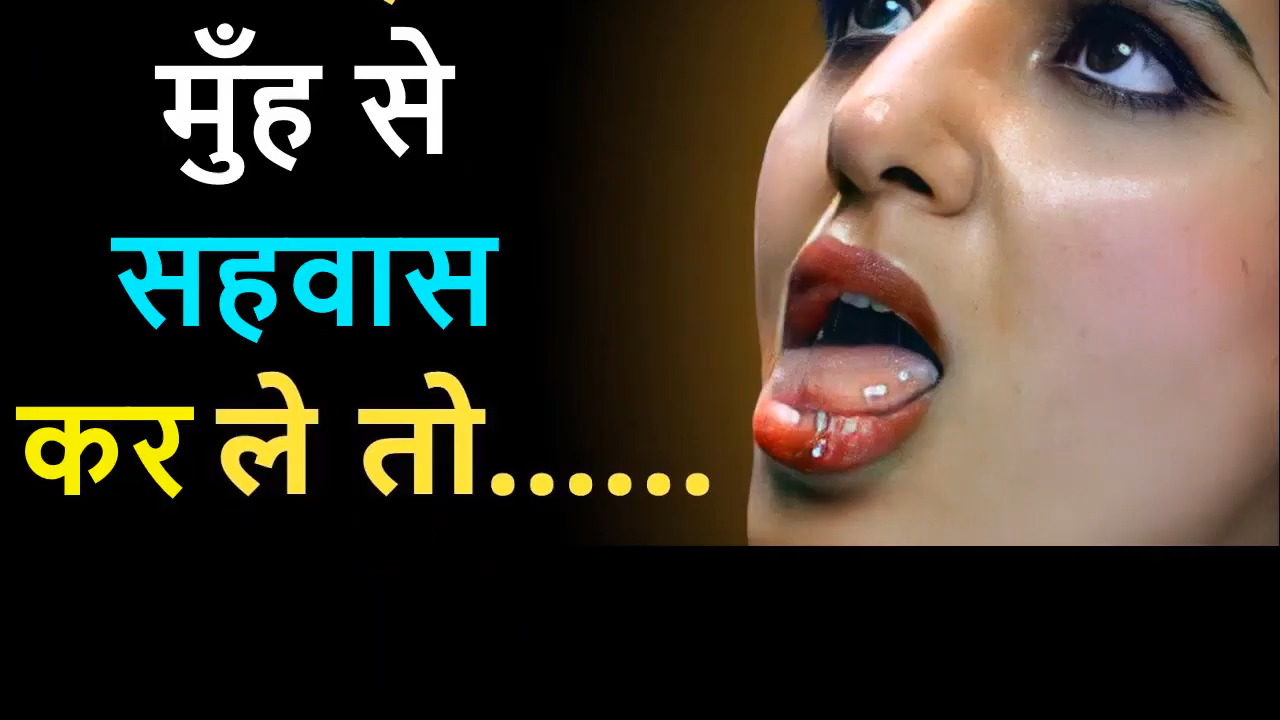 मुँह से
सहवास
कर ले तो......